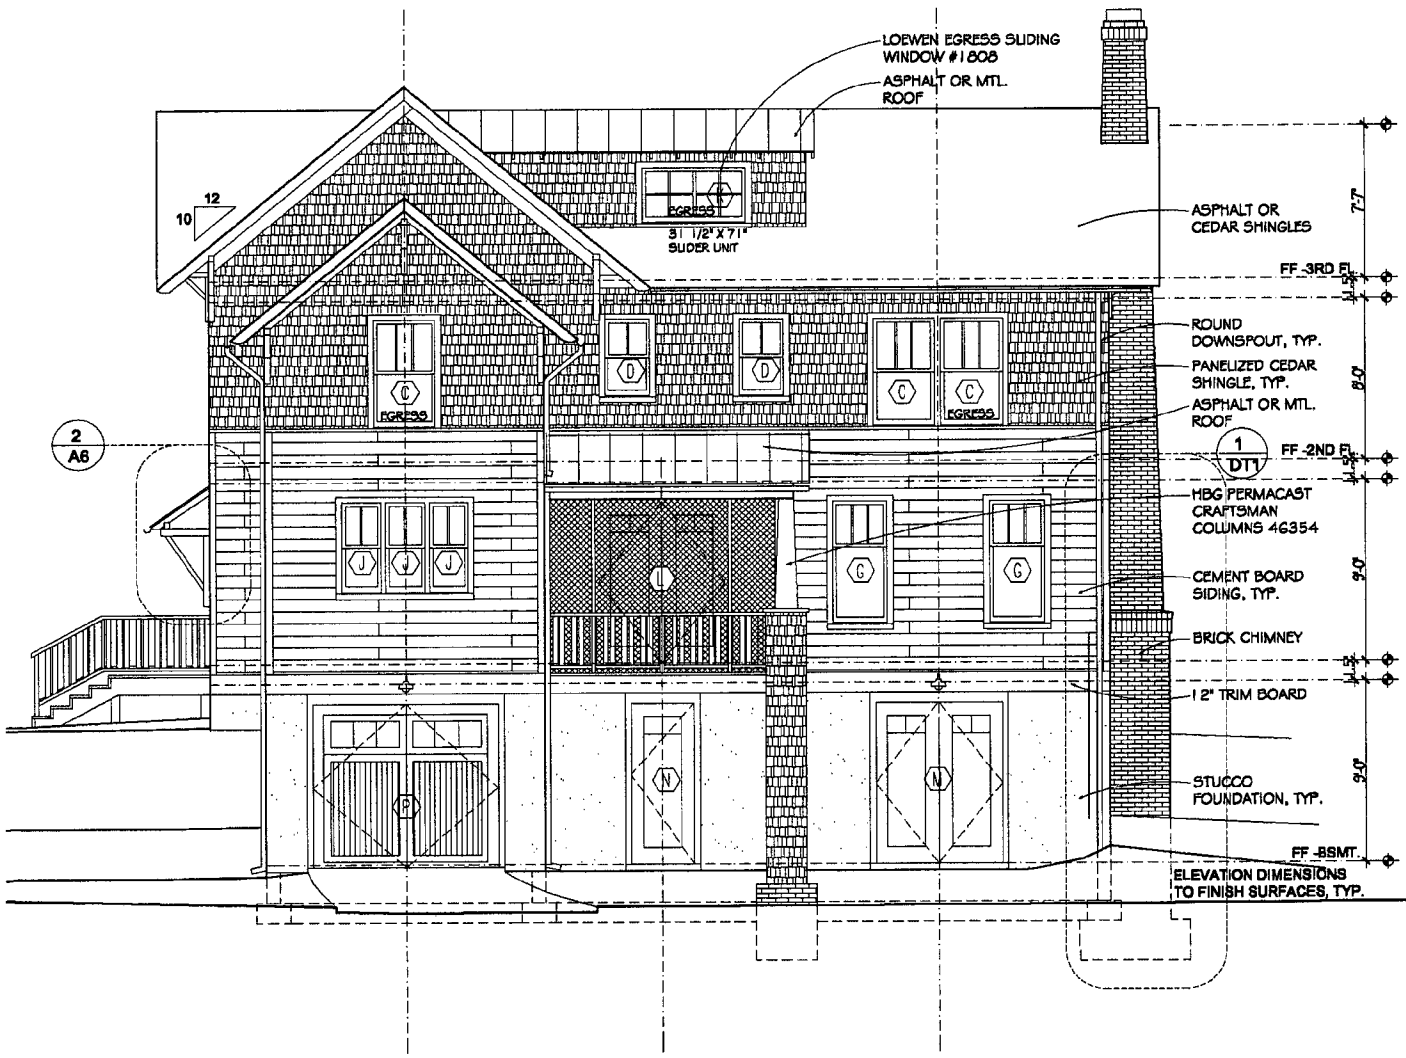 LOEWEN EGRESS SLIDING
WINDOW #1808
ASPHALT OR MTL.
ROOF
12
10
K
EGRESS
31 1/2" X 71"
SLIDER UNIT
7'-7"
ASPHALT OR
CEDAR SHINGLES
FF -3RD FL
ROUND
DOWNSPOUT, TYP.
D
D
PANELIZED CEDAR
SHINGLE, TYP.
8'-0"
C
C
C
EGRESS
EGRESS
ASPHALT OR MTL.
ROOF
2
A6
1
DT1
FF -2ND FL
HBG PERMACAST
CRAFTSMAN
COLUMNS 46354
J
J
J
L
G
G
CEMENT BOARD
SIDING, TYP.
9'-0"
BRICK CHIMNEY
12" TRIM BOARD
P
N
M
STUCCO
FOUNDATION, TYP.
9'-0"
FF -BSMT.
ELEVATION DIMENSIONS
TO FINISH SURFACES, TYP.